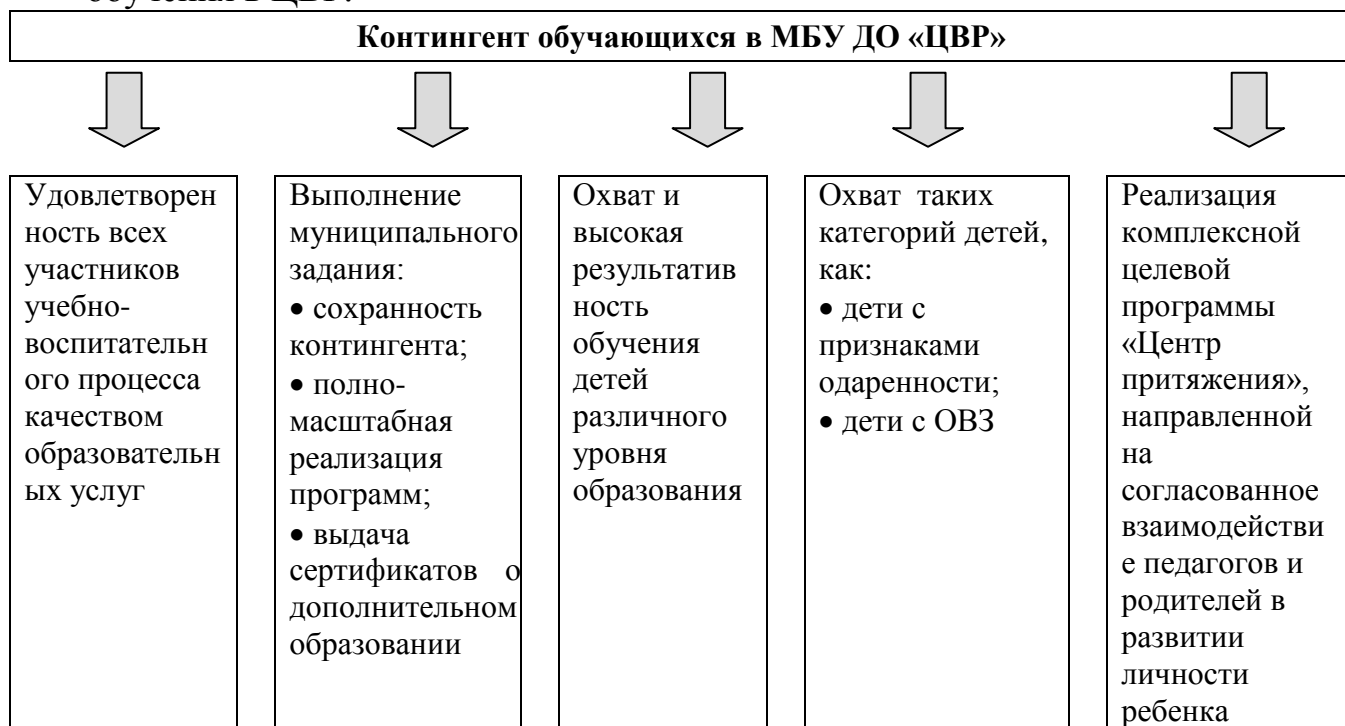 обучения в ЦВР.
Контингент обучающихся в МБУ ДО «ЦВР»
Удовлетворен
ность всех
участников
учебно-
воспитательн
ого процесса
качеством
образовательн
ых услуг
Выполнение
муниципального
задания:
• сохранность
контингента;
• полно-
масштабная
реализация
программ;
• выдача
сертификатов о
дополнительном
образовании
Охват и
высокая
результатив
ность
обучения
детей
различного
уровня
образования
Охват таких
категорий детей,
как:
• дети с
признаками
одаренности;
• дети с ОВЗ
Реализация
комплексной
целевой
программы
«Центр
притяжения»,
направленной
на
согласованное
взаимодействи
е педагогов и
родителей в
развитии
личности
ребенка